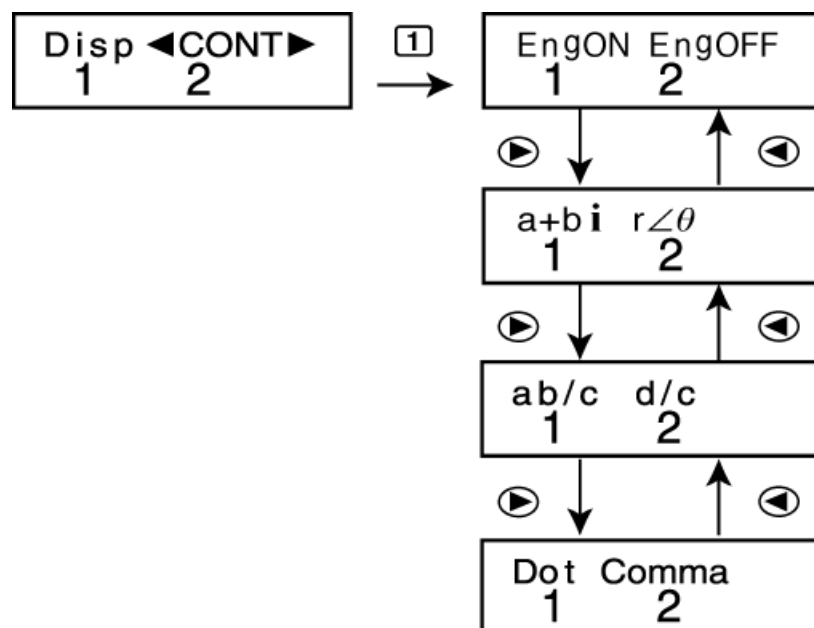 Disp ◀CONT▶
1 2
1
EngON EngOFF
1 2
▶ ◀
a+bi r∠θ
1 2
▶ ◀
ab/c d/c
1 2
▶ ◀
Dot Comma
1 2